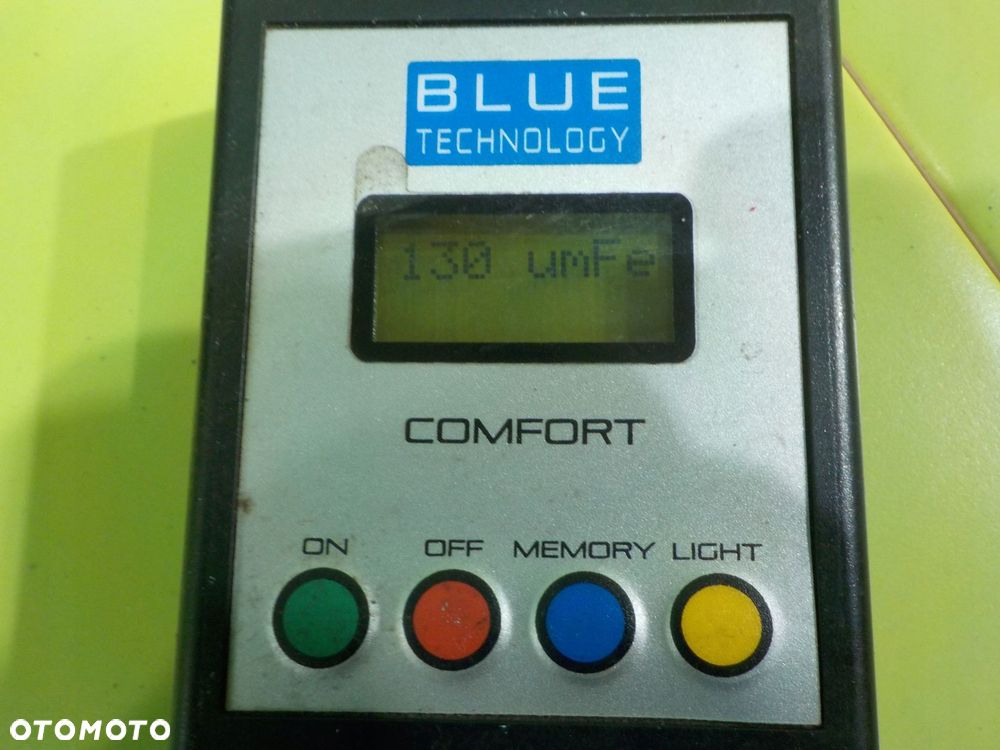 BLUE
TECHNOLOGY
130 umFe
COMFORT
ON OFF MEMORY LIGHT
OTOMOTO